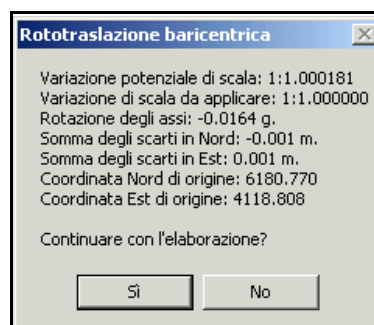 Rototraslazione baricentrica
Variazione potenziale di scala: 1:1.000181
Variazione di scala da applicare: 1:1.000000
Rotazione degli assi: -0.0164 g.
Somma degli scarti in Nord: -0.001 m.
Somma degli scarti in Est: 0.001 m.
Coordinata Nord di origine: 6180.770
Coordinata Est di origine: 4118.808
Continuare con l'elaborazione?
Sì
No